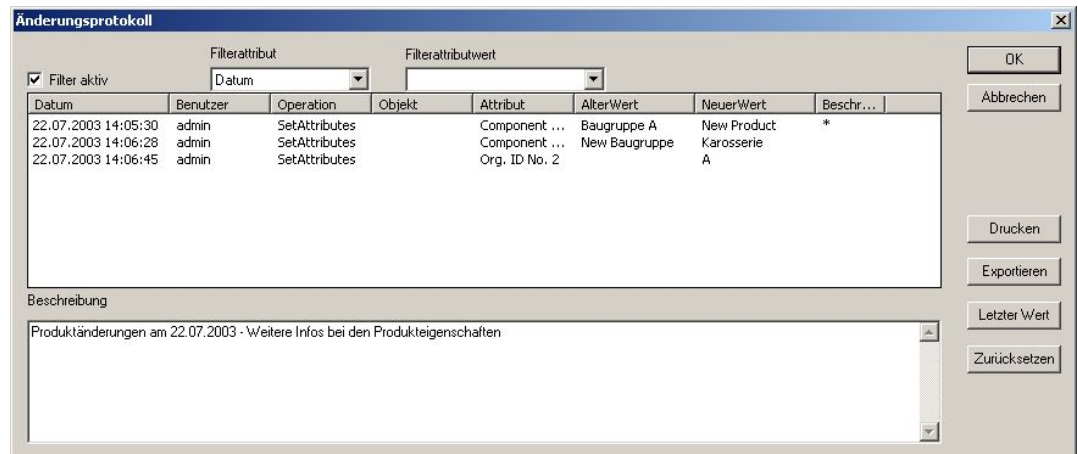 Änderungsprotokoll
Filterattribut Filterattributwert
Filter aktiv Datum
OK
Abbrechen
Datum Benutzer Operation Objekt Attribut AlterWert NeuerWert Beschr...
22.07.2003 14:05:30 admin SetAttributes Component ... Baugruppe A New Product *
22.07.2003 14:06:28 admin SetAttributes Component ... New Baugruppe Karosserie
22.07.2003 14:06:45 admin SetAttributes Org. ID No. 2 A
Drucken
Exportieren
Beschreibung
Letzter Wert
Produktänderungen am 22.07.2003 - Weitere Infos bei den Produkteigenschaften
Zurücksetzen